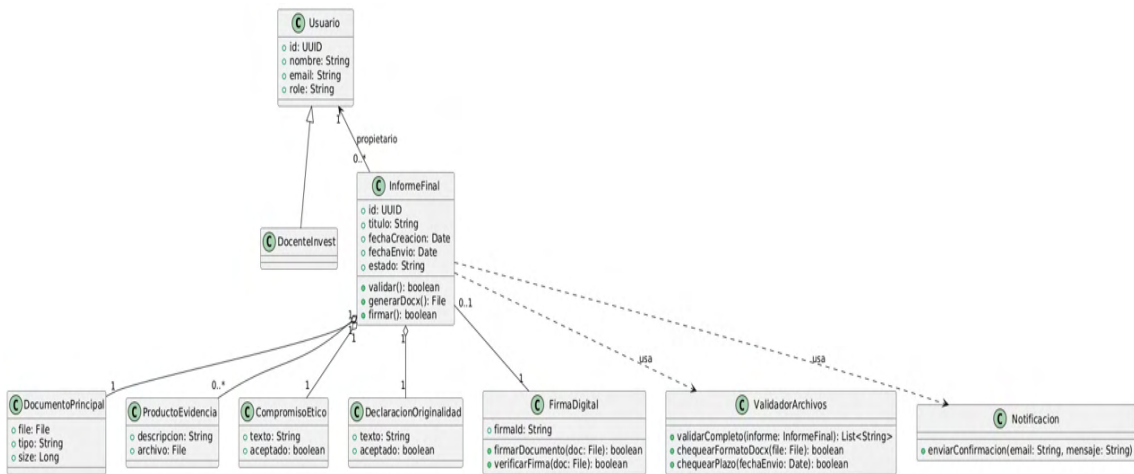 C Usuario
id: UUID
nombre: String
email: String
role: String
1
propietario
0..*
C InformeFinal
id: UUID
titulo: String
fechaCreacion: Date
fechaEnvio: Date
estado: String
validar(): boolean
generarDocx(): File
firmar(): boolean
C DocenteInvest
0..1
1
1
1
1
usa
usa
1
0..*
1
1
1
C DocumentoPrincipal
file: File
tipo: String
size: Long
C ProductoEvidencia
descripcion: String
archivo: File
C CompromisoEtico
texto: String
aceptado: boolean
C DeclaracionOriginalidad
texto: String
aceptado: boolean
C FirmaDigital
firmaId: String
firmarDocumento(doc: File): boolean
verificarFirma(doc: File): boolean
C ValidadorArchivos
validarCompleto(informe: InformeFinal): List<String>
chequearFormatoDocx(file: File): boolean
chequearPlazo(fechaEnvio: Date): boolean
C Notificacion
enviarConfirmacion(email: String, mensaje: String)